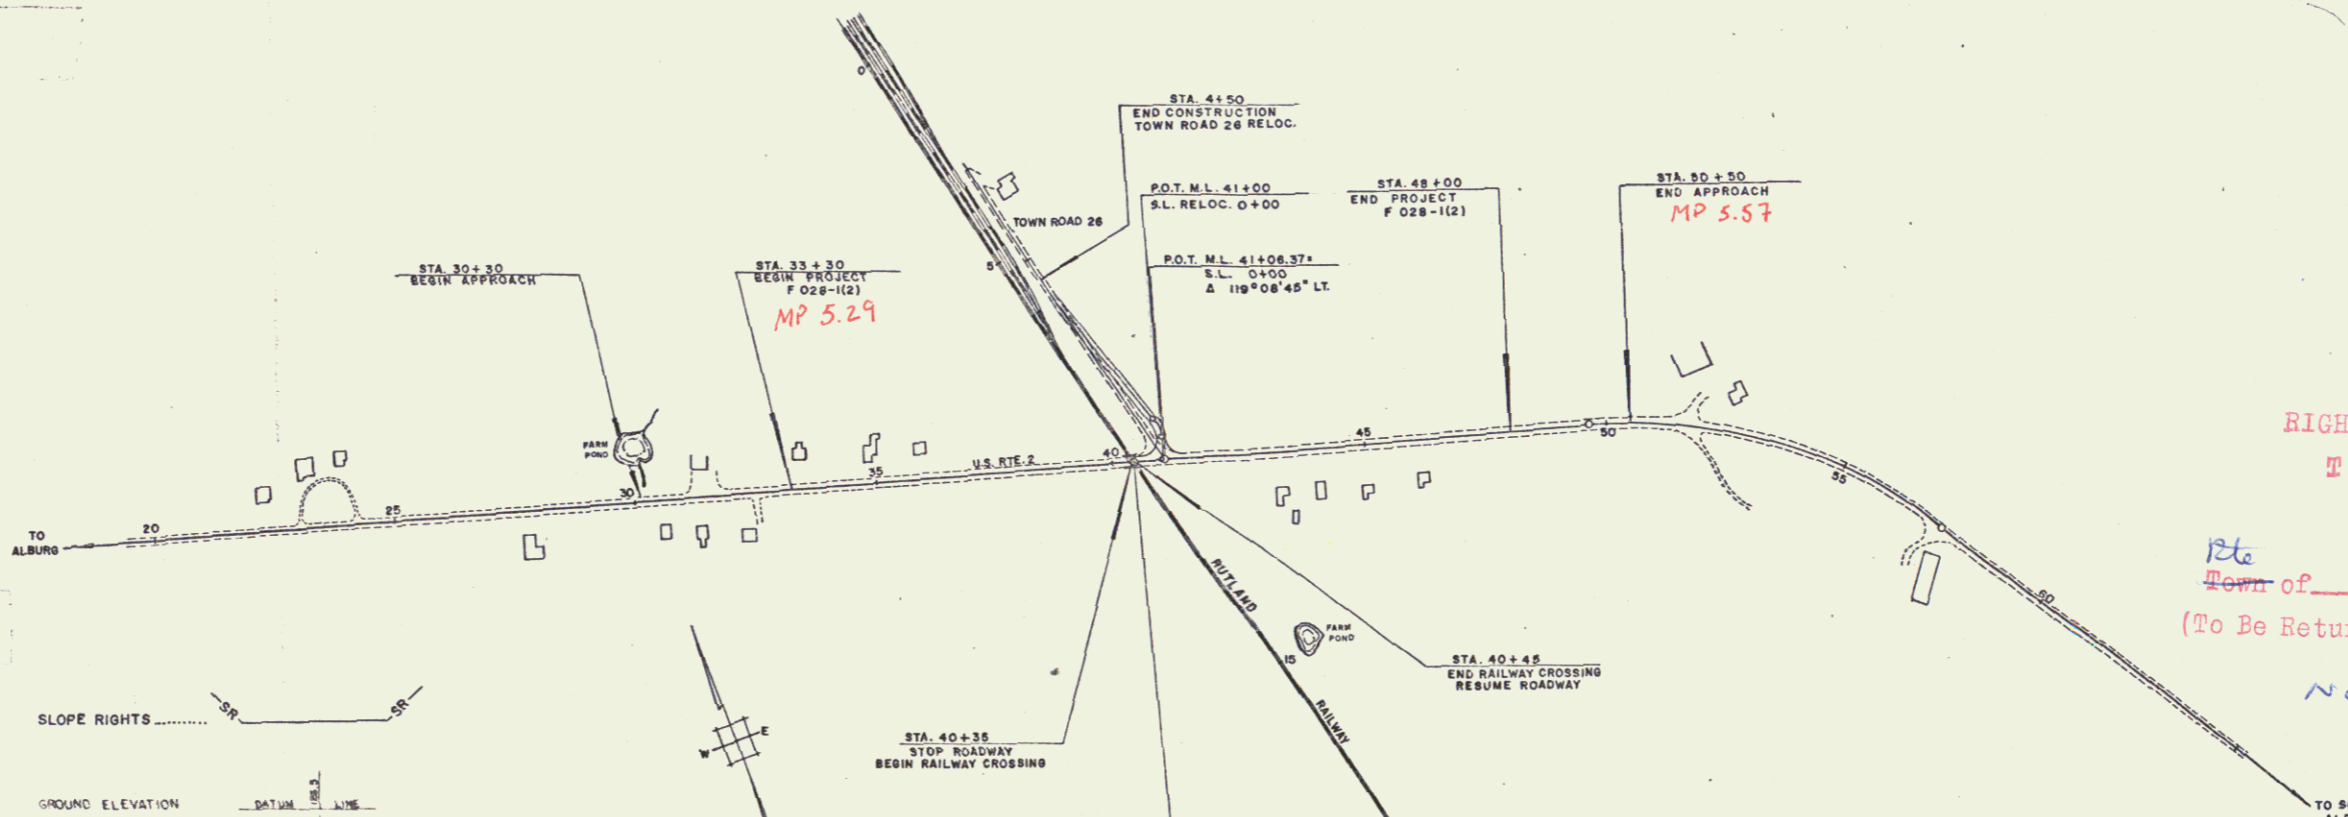 0
STA. 4+50
END CONSTRUCTION
TOWN ROAD 26 RELOC.
P.O.T. M.L. 41+00
S.L. RELOC. 0+00
STA. 48+00
END PROJECT
F 028-1(2)
STA. 50+50
END APPROACH
MP 5.57
TOWN ROAD 26
5
P.O.T. M.L. 41+06.37=
S.L. 0+00
Δ 119°08'45" LT.
STA. 30+30
BEGIN APPROACH
STA. 33+30
BEGIN PROJECT
F 028-1(2)
MP 5.29
FARM
POND
20
25
30
35
U.S. RTE. 2
40
45
50
55
60
TO
ALBURG
RUTLAND
RAILWAY
15
FARM
POND
STA. 40+45
END RAILWAY CROSSING
RESUME ROADWAY
STA. 40+35
STOP ROADWAY
BEGIN RAILWAY CROSSING
W E
SLOPE RIGHTS.........
SR SR
GROUND ELEVATION
DATUM LINE
RIGH
T
Rte
Town of
(To Be Retu
TO